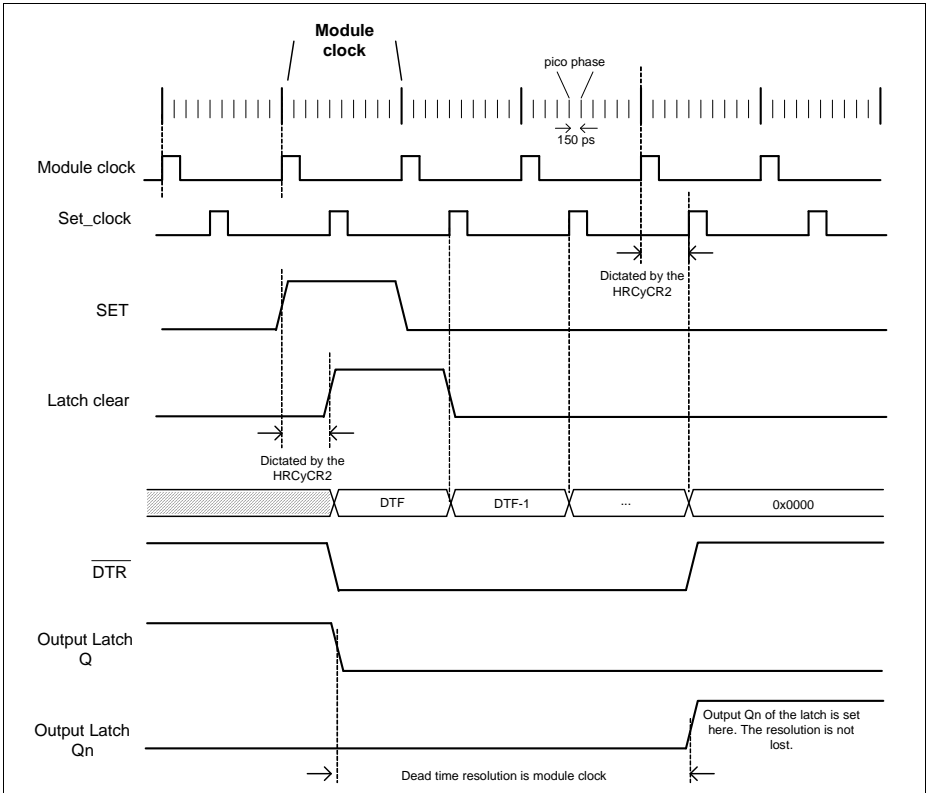 Module
clock
pico phase
150 ps
Module clock
Set_clock
Dictated by the
HRCyCR2
SET
Latch clear
Dictated by the
HRCyCR2
DTF
DTF-1
...
0x0000
DTR
Output Latch
Q
Output Latch
Qn
Output Qn of the latch is set
here. The resolution is not
lost.
Dead time resolution is module clock